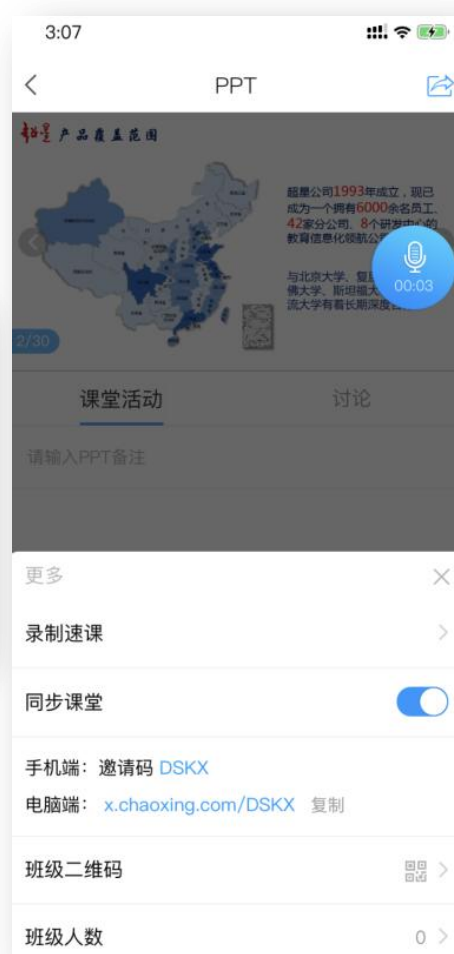 3:07
PPT
超星产品覆盖范围
超星公司1993年成立，现已
成为一个拥有6000余名员工、
42家分公司、8个研发中心的
教育信息化领航公
与北京大学、复
佛大学、斯坦福大
流大学有着长期深度
00:03
2/30
课堂活动
讨论
请输入PPT备注
更多
录制速课
同步课堂
手机端：邀请码 DSKX
电脑端： x.chaoxing.com/DSKX 复制
班级二维码
班级人数 0